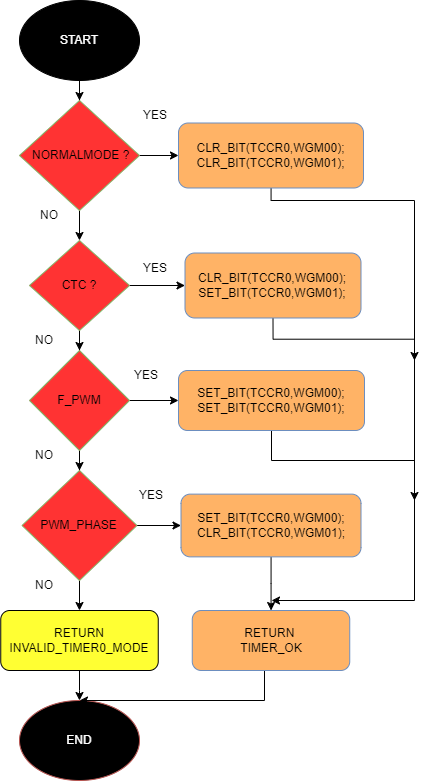 START
YES
NORMALMODE ?
CLR_BIT(TCCR0,WGM00);
CLR_BIT(TCCR0,WGM01);
NO
YES
CTC ?
CLR_BIT(TCCR0,WGM00);
SET_BIT(TCCR0,WGM01);
NO
YES
F_PWM
SET_BIT(TCCR0,WGM00);
SET_BIT(TCCR0,WGM01);
NO
YES
PWM_PHASE
SET_BIT(TCCR0,WGM00);
CLR_BIT(TCCR0,WGM01);
NO
RETURN
INVALID_TIMER0_MODE
RETURN
TIMER_OK
END